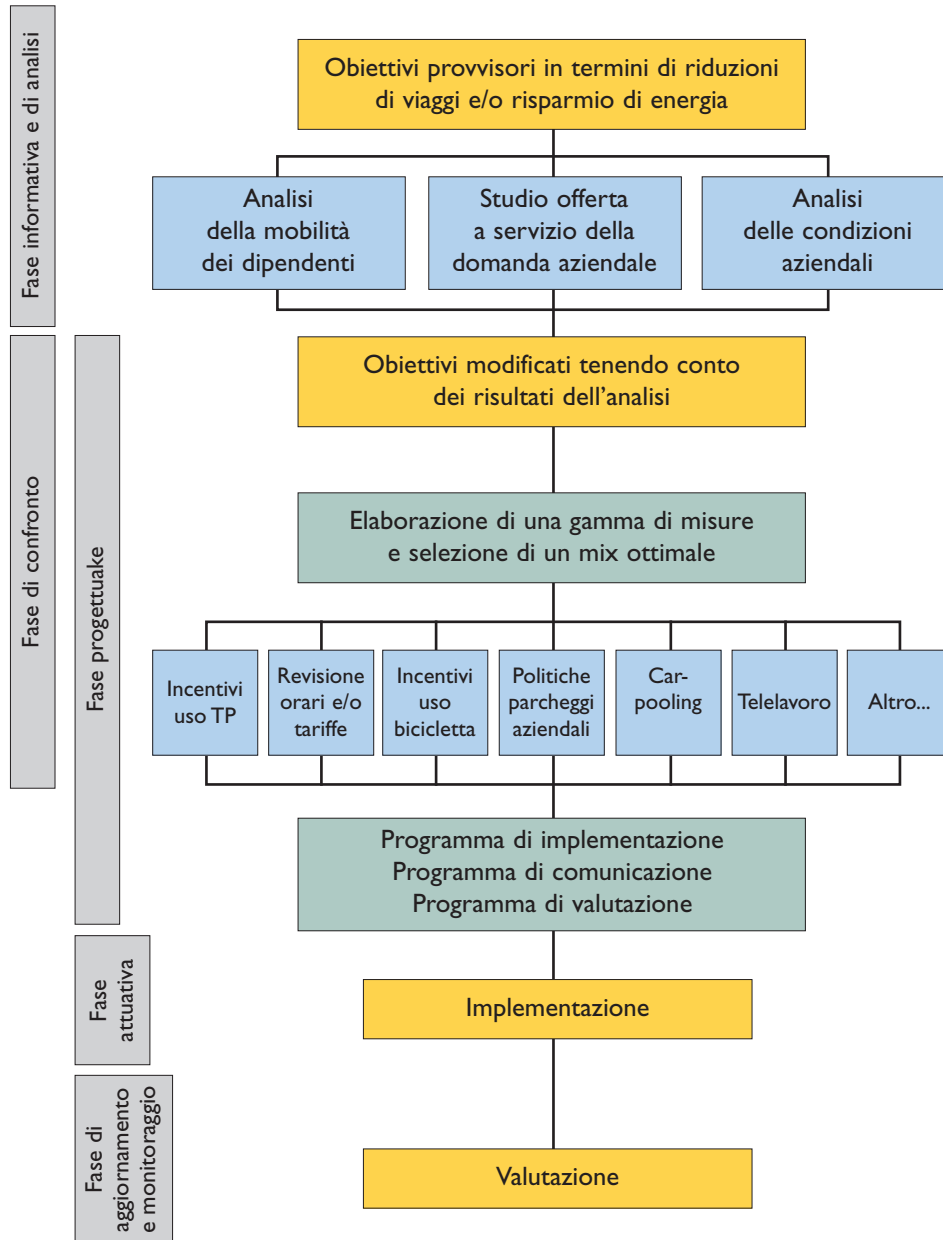 Fase informativa e di analisi
Obiettivi provvisori in termini di riduzioni
di viaggi e/o risparmio di energia
Analisi
della mobilità
dei dipendenti
Studio offerta
a servizio della
domanda aziendale
Analisi
delle condizioni
aziendali
Fase di confronto
Fase progettuake
Obiettivi modificati tenendo conto
dei risultati dell'analisi
Elaborazione di una gamma di misure
e selezione di un mix ottimale
Incentivi
uso TP
Revisione
orari e/o
tariffe
Incentivi
uso
bicicletta
Politiche
parcheggi
aziendali
Car-
pooling
Telelavoro
Altro...
Programma di implementazione
Programma di comunicazione
Programma di valutazione
Fase
attuativa
Implementazione
Fase di
aggiornamento
e monitoraggio
Valutazione